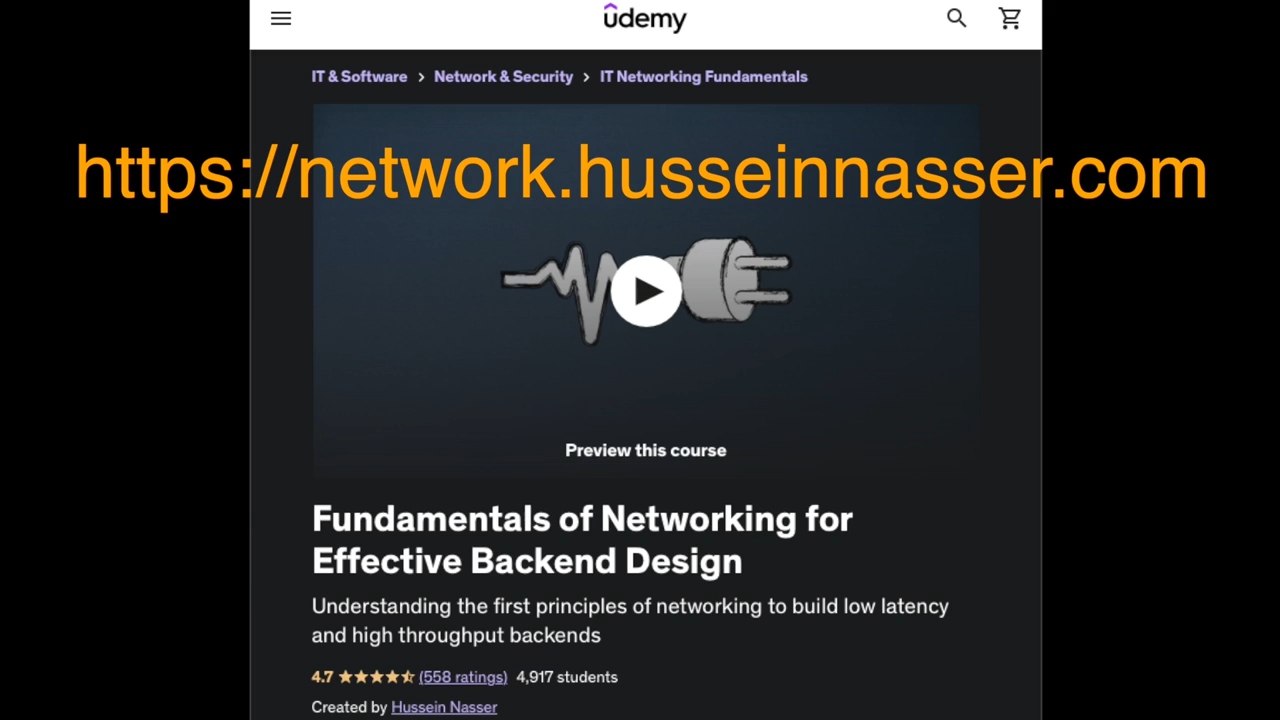 udemy
IT & Software > Network & Security > IT Networking Fundamentals
https://network.husseinnasser.com
Preview this course
Fundamentals of Networking for
Effective Backend Design
Understanding the first principles of networking to build low latency
and high throughput backends
4.7 ★★★★⯪ (558 ratings) 4,917 students
Created by Hussein Nasser